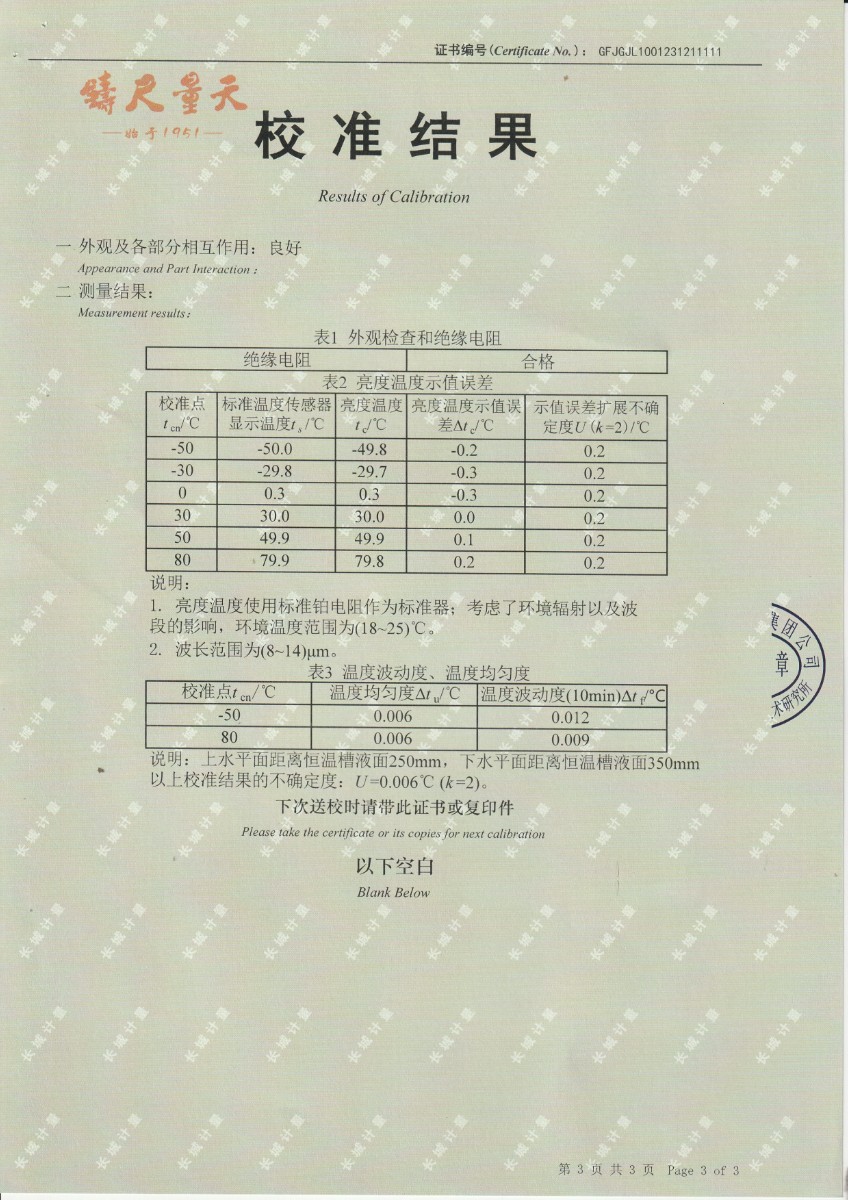 证书编号(Certificate No.): GFJGJL1001231211111
铸尺量天
—始于1951—
校准结果
Results of Calibration
一 外观及各部分相互作用: 良好
Appearance and Part Interaction :
二 测量结果:
Measurement results:
表1 外观检查和绝缘电阻
绝缘电阻 合格
表2 亮度温度示值误差
校准点 标准温度传感器 亮度温度 亮度温度示值误 示值误差扩展不确
tcn/℃ 显示温度ts/℃ tc/℃ 差Δtc/℃ 定度U(k=2)/℃
-50 -50.0 -49.8 -0.2 0.2
-30 -29.8 -29.7 -0.3 0.2
0 0.3 0.3 -0.3 0.2
30 30.0 30.0 0.0 0.2
50 49.9 49.9 0.1 0.2
80 79.9 79.8 0.2 0.2
说明:
1. 亮度温度使用标准铂电阻作为标准器; 考虑了环境辐射以及波
段的影响, 环境温度范围为(18~25)℃。
2. 波长范围为(8~14)μm。
表3 温度波动度、温度均匀度
校准点tcn/℃ 温度均匀度Δtu/℃ 温度波动度(10min)Δtf/℃
-50 0.006 0.012
80 0.006 0.009
说明: 上水平面距离恒温槽液面250mm, 下水平面距离恒温槽液面350mm
以上校准结果的不确定度: U=0.006℃ (k=2)。
下次送校时请带此证书或复印件
Please take the certificate or its copies for next calibration
以下空白
Blank Below
集团公司
章
术研究所
第 3 页 共 3 页 Page 3 of 3
长城计量